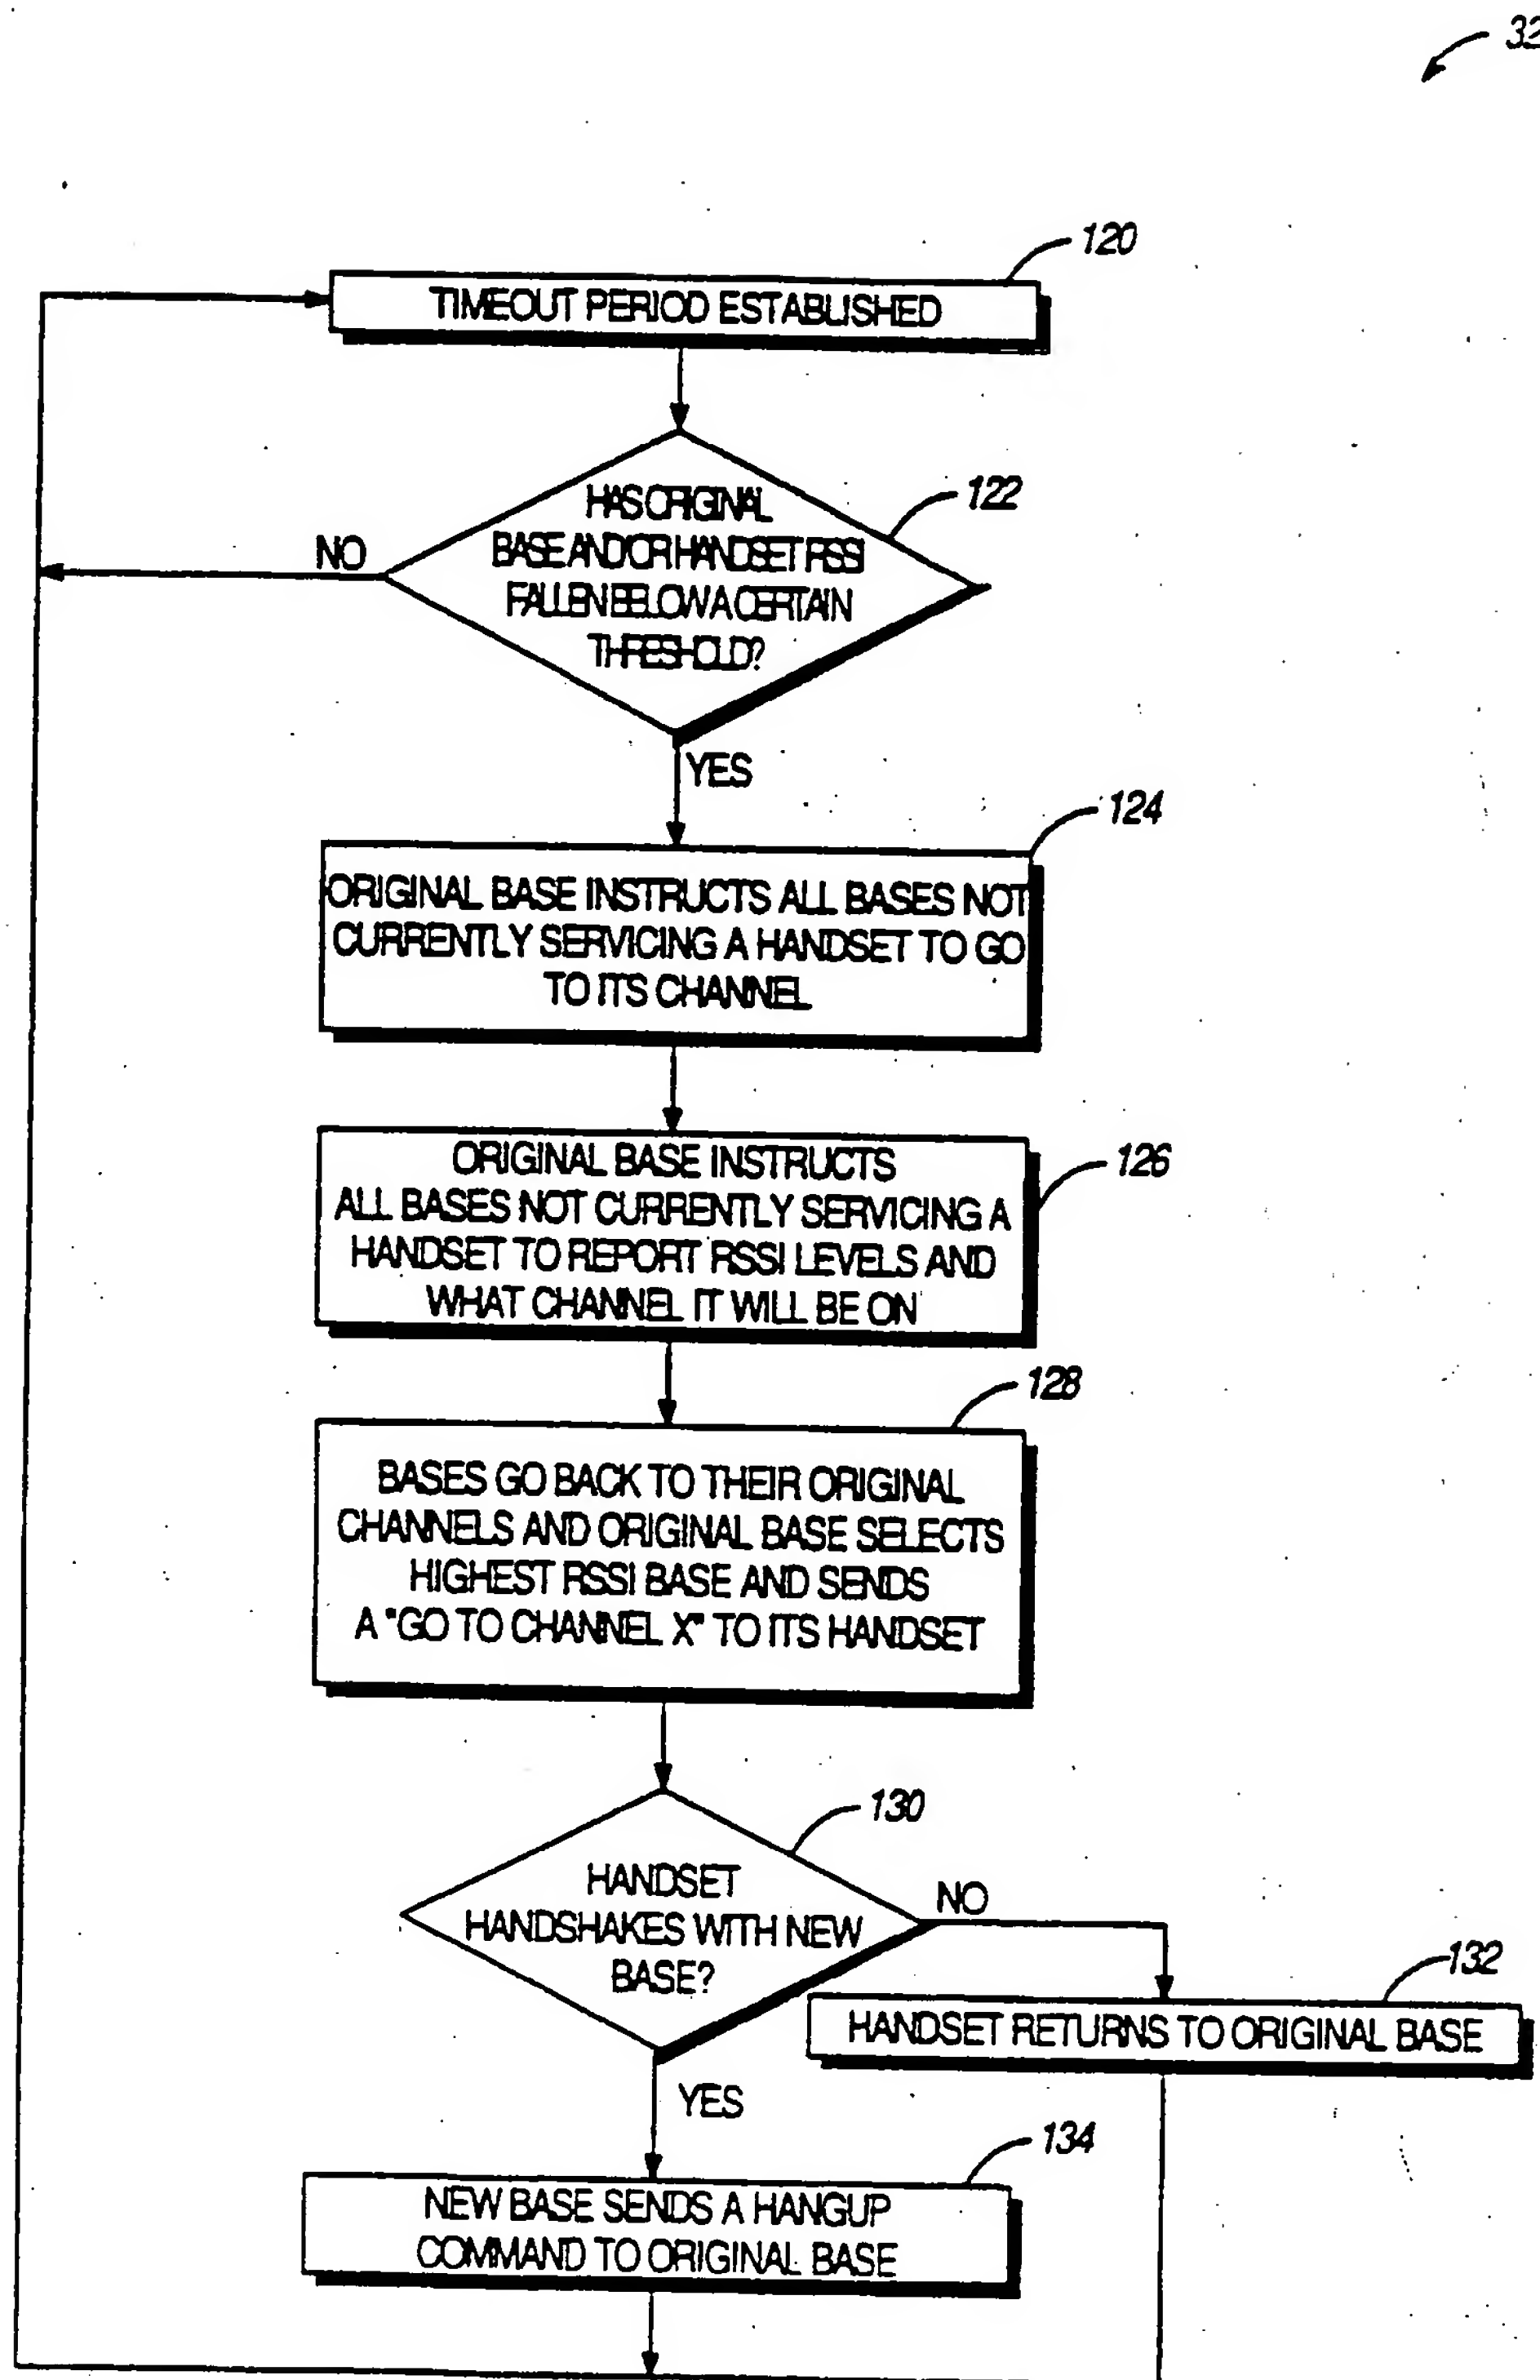 32
120
TIMEOUT PERIOD ESTABLISHED
122
HAS ORIGINAL
BASE AND/OR HANDSET RSSI
FALLEN BELOW A CERTAIN
THRESHOLD?
NO
YES
124
ORIGINAL BASE INSTRUCTS ALL BASES NOT
CURRENTLY SERVICING A HANDSET TO GO
TO ITS CHANNEL
126
ORIGINAL BASE INSTRUCTS
ALL BASES NOT CURRENTLY SERVICING A
HANDSET TO REPORT RSSI LEVELS AND
WHAT CHANNEL IT WILL BE ON
128
BASES GO BACK TO THEIR ORIGINAL
CHANNELS AND ORIGINAL BASE SELECTS
HIGHEST RSSI BASE AND SENDS
A "GO TO CHANNEL X" TO ITS HANDSET
130
HANDSET
HANDSHAKES WITH NEW
BASE?
NO
132
HANDSET RETURNS TO ORIGINAL BASE
YES
134
NEW BASE SENDS A HANGUP
COMMAND TO ORIGINAL BASE